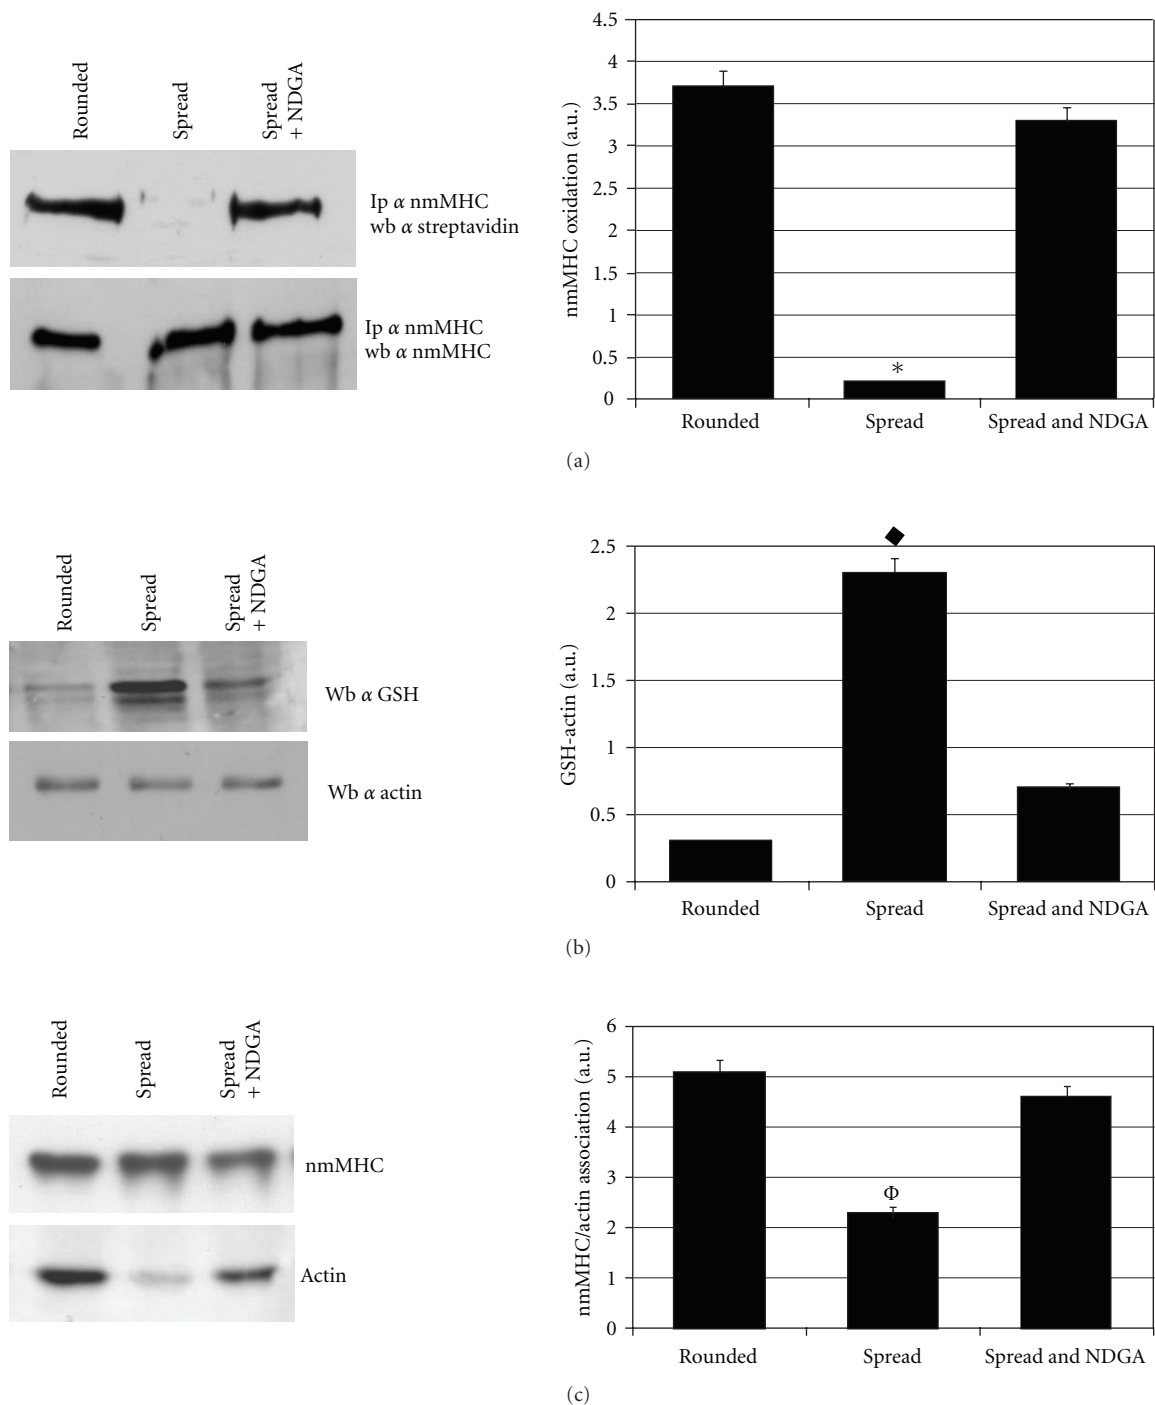 Rounded
Spread
Spread
+ NDGA
Ip α nmMHC
wb α streptavidin
Ip α nmMHC
wb α nmMHC
nmMHC oxidation (a.u.)
4.5
4
3.5
3
2.5
2
1.5
1
0.5
0
*
Rounded
Spread
Spread and NDGA
(a)
Rounded
Spread
Spread
+ NDGA
Wb α GSH
Wb α actin
GSH-actin (a.u.)
2.5
2
1.5
1
0.5
0
◆
Rounded
Spread
Spread and NDGA
(b)
Rounded
Spread
Spread
+ NDGA
nmMHC
Actin
nmMHC/actin association (a.u.)
6
5
4
3
2
1
0
Φ
Rounded
Spread
Spread and NDGA
(c)